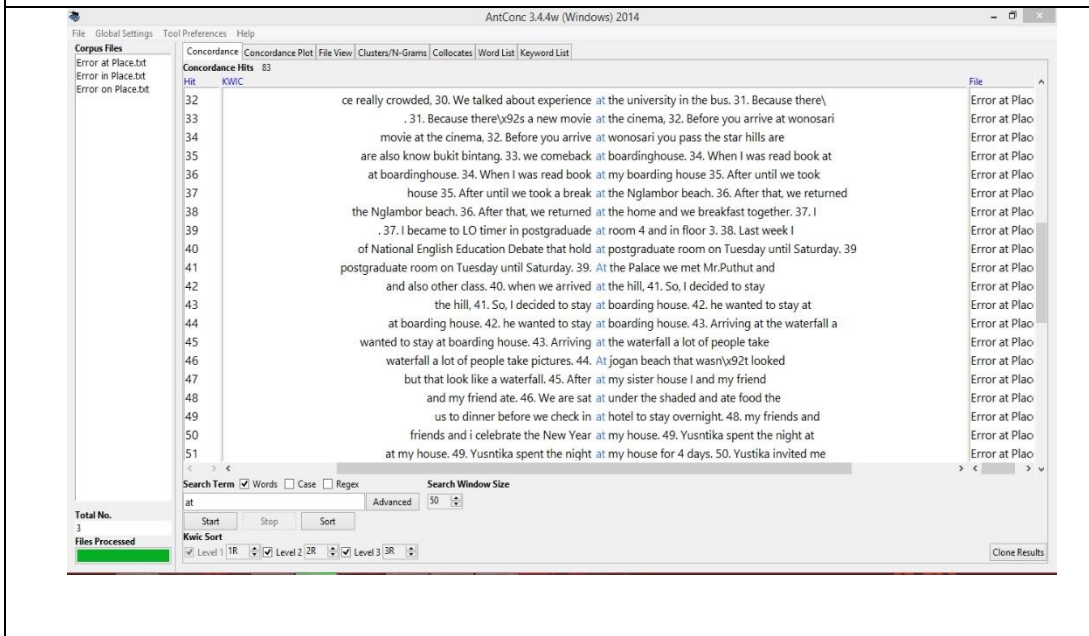 AntConc 3.4.4w (Windows) 2014
File Global Settings Tool Preferences Help
Corpus Files
Error at Place.txt
Error in Place.txt
Error on Place.txt
Concordance Concordance Plot File View Clusters/N-Grams Collocates Word List Keyword List
Concordance Hits 83
Hit KWIC File
32 ce really crowded, 30. We talked about experience at the university in the bus. 31. Because there\ Error at Plac
33 . 31. Because there\x92s a new movie at the cinema, 32. Before you arrive at wonosari Error at Plac
34 movie at the cinema, 32. Before you arrive at wonosari you pass the star hills are Error at Plac
35 are also know bukit bintang. 33. we comeback at boardinghouse. 34. When I was read book at Error at Plac
36 at boardinghouse. 34. When I was read book at my boarding house 35. After until we took Error at Plac
37 house 35. After until we took a break at the Nglambor beach. 36. After that, we returned Error at Plac
38 the Nglambor beach. 36. After that, we returned at the home and we breakfast together. 37. I Error at Plac
39 . 37. I became to LO timer in postgraduade at room 4 and in floor 3. 38. Last week I Error at Plac
40 of National English Education Debate that hold at postgraduate room on Tuesday until Saturday. 39 Error at Plac
41 postgraduate room on Tuesday until Saturday. 39. At the Palace we met Mr.Puthut and Error at Plac
42 and also other class. 40. when we arrived at the hill, 41. So, I decided to stay Error at Plac
43 the hill, 41. So, I decided to stay at boarding house. 42. he wanted to stay at Error at Plac
44 at boarding house. 42. he wanted to stay at boarding house. 43. Arriving at the waterfall a Error at Plac
45 wanted to stay at boarding house. 43. Arriving at the waterfall a lot of people take Error at Plac
46 waterfall a lot of people take pictures. 44. At jogan beach that wasn\x92t looked Error at Plac
47 but that look like a waterfall. 45. After at my sister house I and my friend Error at Plac
48 and my friend ate. 46. We are sat at under the shaded and ate food the Error at Plac
49 us to dinner before we check in at hotel to stay overnight. 48. my friends and Error at Plac
50 friends and i celebrate the New Year at my house. 49. Yusntika spent the night at Error at Plac
51 at my house. 49. Yusntika spent the night at my house for 4 days. 50. Yustika invited me Error at Plac
Search Term Words Case Regex Search Window Size
at Advanced 50
Total No.
3
Start Stop Sort
Files Processed
Kwic Sort
Level 1 1R Level 2 2R Level 3 3R Clone Results